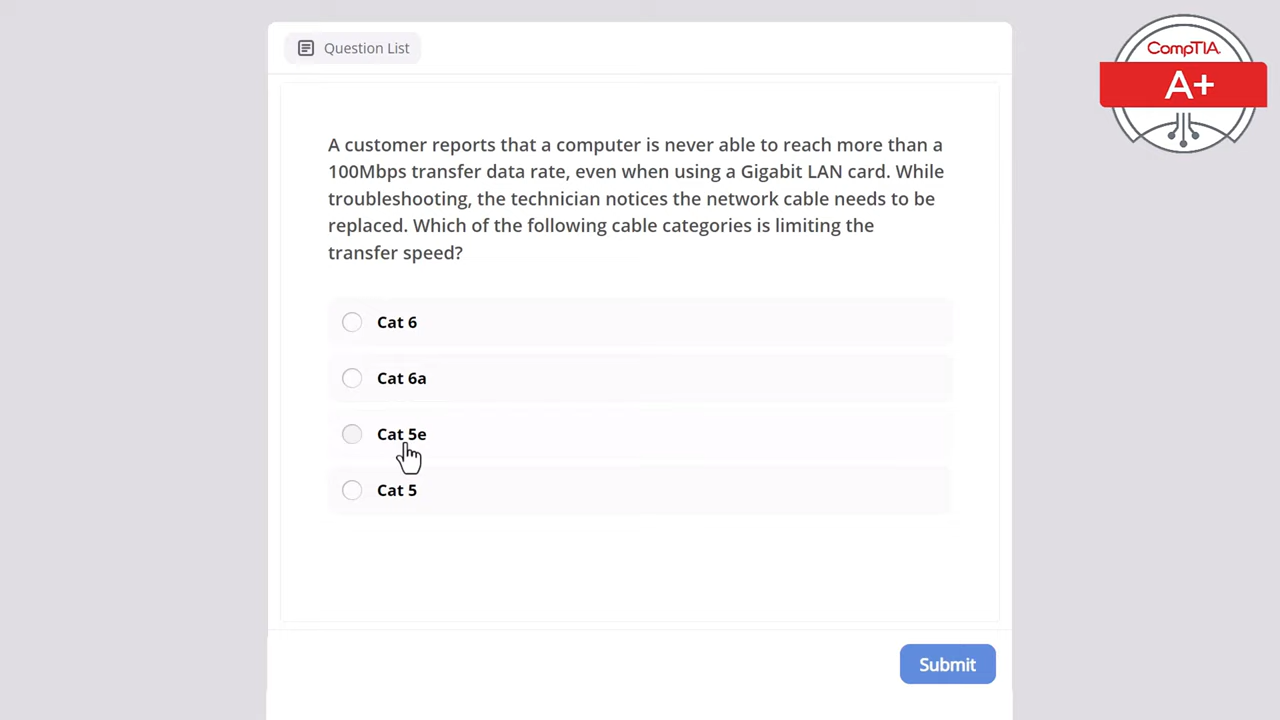 Question List
CompTIA.
A+
A customer reports that a computer is never able to reach more than a
100Mbps transfer data rate, even when using a Gigabit LAN card. While
troubleshooting, the technician notices the network cable needs to be
replaced. Which of the following cable categories is limiting the
transfer speed?
Cat 6
Cat 6a
Cat 5e
Cat 5
Submit